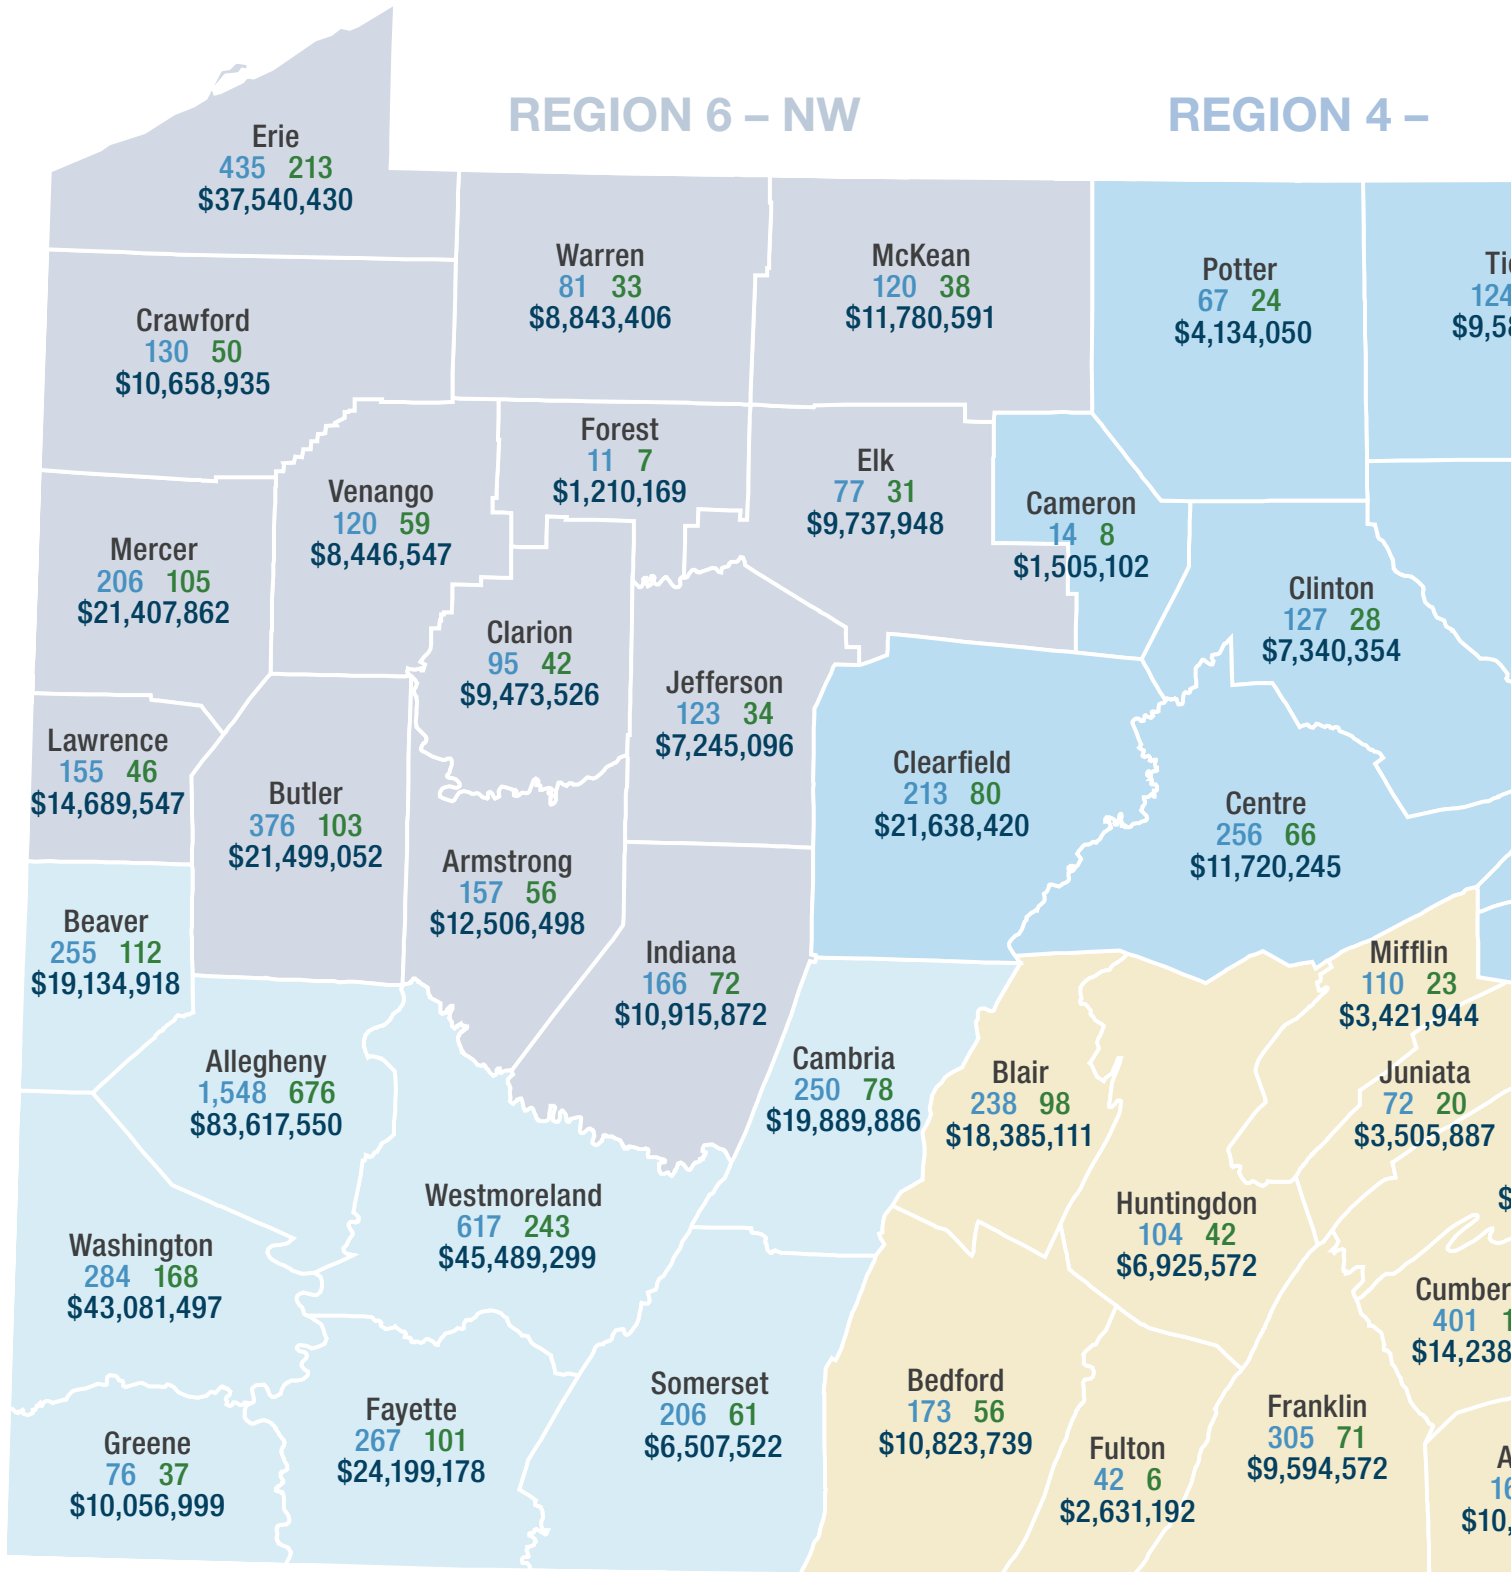 REGION 6 – NW
REGION 4 –
Erie
435 213
$37,540,430
Warren
81 33
$8,843,406
McKean
120 38
$11,780,591
Potter
67 24
$4,134,050
124
Crawford
130 50
$10,658,935
Forest
11 7
$1,210,169
Elk
77 31
$9,737,948
Venango
120 59
$8,446,547
Cameron
14 8
$1,505,102
Mercer
206 105
$21,407,862
Clinton
127 28
$7,340,354
Clarion
95 42
$9,473,526
Jefferson
123 34
$7,245,096
Lawrence
155 46
$14,689,547
Clearfield
213 80
$21,638,420
Butler
376 103
$21,499,052
Centre
256 66
$11,720,245
Armstrong
157 56
$12,506,498
Beaver
255 112
$19,134,918
Indiana
166 72
$10,915,872
Mifflin
110 23
$3,421,944
Allegheny
1,548 676
$83,617,550
Cambria
250 78
$19,889,886
Blair
238 98
$18,385,111
Juniata
72 20
$3,505,887
$
Westmoreland
617 243
$45,489,299
Huntingdon
104 42
$6,925,572
Washington
284 168
$43,081,497
Cumber
401 1
$14,238
Somerset
206 61
$6,507,522
Bedford
173 56
$10,823,739
Fayette
267 101
$24,199,178
Franklin
305 71
$9,594,572
Greene
76 37
$10,056,999
Fulton
42 6
$2,631,192
A
16
$10,